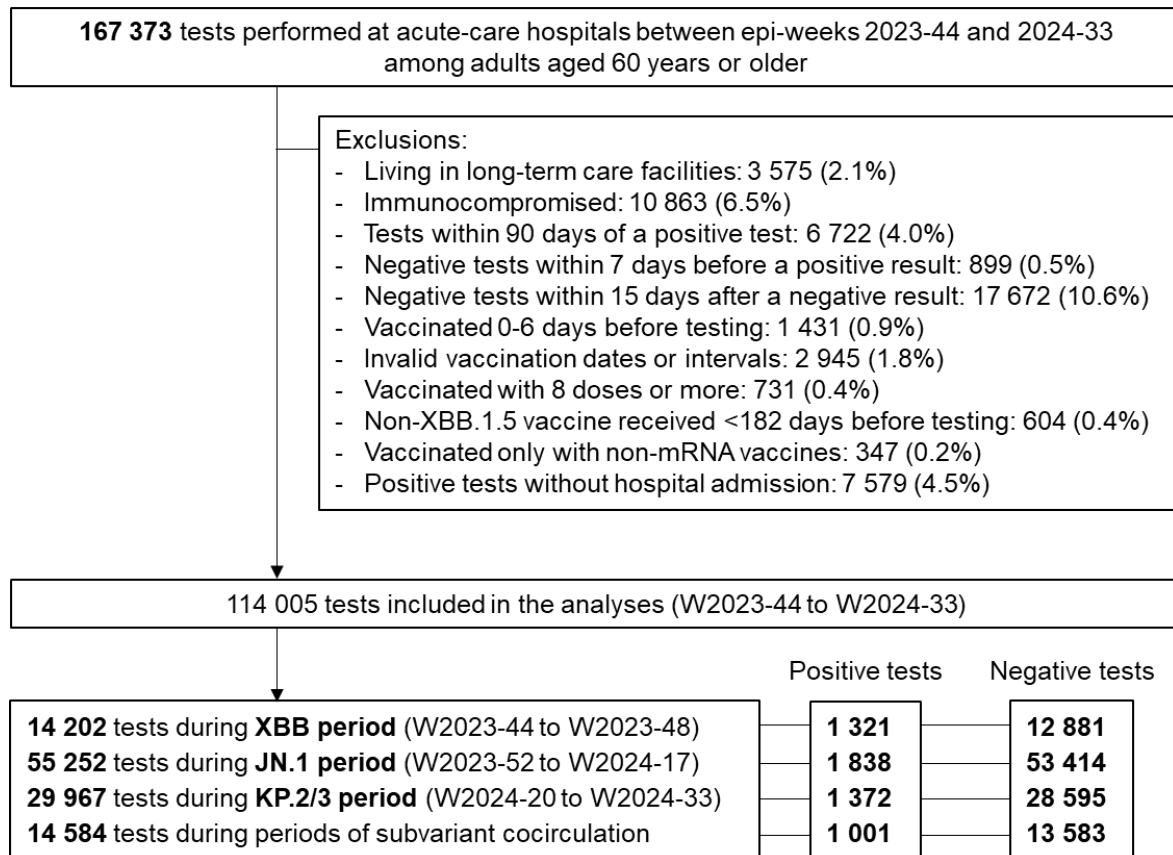 167 373 tests performed at acute-care hospitals between epi-weeks 2023-44 and 2024-33
among adults aged 60 years or older
Exclusions:
- Living in long-term care facilities: 3 575 (2.1%)
- Immunocompromised: 10 863 (6.5%)
- Tests within 90 days of a positive test: 6 722 (4.0%)
- Negative tests within 7 days before a positive result: 899 (0.5%)
- Negative tests within 15 days after a negative result: 17 672 (10.6%)
- Vaccinated 0-6 days before testing: 1 431 (0.9%)
- Invalid vaccination dates or intervals: 2 945 (1.8%)
- Vaccinated with 8 doses or more: 731 (0.4%)
- Non-XBB.1.5 vaccine received <182 days before testing: 604 (0.4%)
- Vaccinated only with non-mRNA vaccines: 347 (0.2%)
- Positive tests without hospital admission: 7 579 (4.5%)
114 005 tests included in the analyses (W2023-44 to W2024-33)
Positive tests Negative tests
14 202 tests during XBB period (W2023-44 to W2023-48) 1 321 12 881
55 252 tests during JN.1 period (W2023-52 to W2024-17) 1 838 53 414
29 967 tests during KP.2/3 period (W2024-20 to W2024-33) 1 372 28 595
14 584 tests during periods of subvariant cocirculation 1 001 13 583